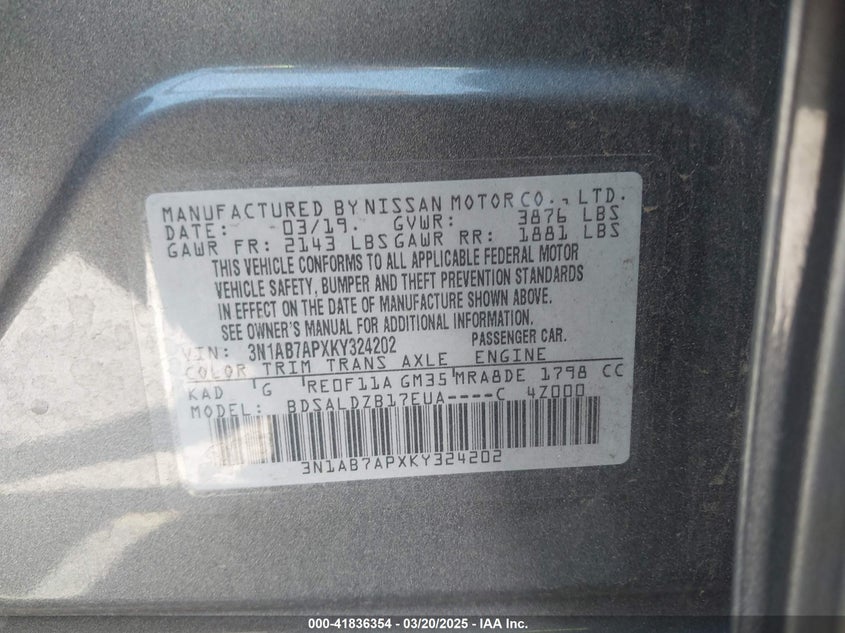 MANUFACTURED BY NISSAN MOTOR CO., LTD.
DATE: 03/19. GVWR: 3876 LBS
GAWR FR: 2143 LBS GAWR RR: 1881 LBS
THIS VEHICLE CONFORMS TO ALL APPLICABLE FEDERAL MOTOR
VEHICLE SAFETY, BUMPER AND THEFT PREVENTION STANDARDS
IN EFFECT ON THE DATE OF MANUFACTURE SHOWN ABOVE.
SEE OWNER'S MANUAL FOR ADDITIONAL INFORMATION.
VIN: 3N1AB7APXKY324202 PASSENGER CAR.
COLOR TRIM TRANS AXLE ENGINE
KAD G RE0F11A GM35 MRA8DE 1798 CC
MODEL: BDSALDZB17EUA----C 4Z000
3N1AB7APXKY324202
000-41836354 — 03/20/2025 — IAA Inc.